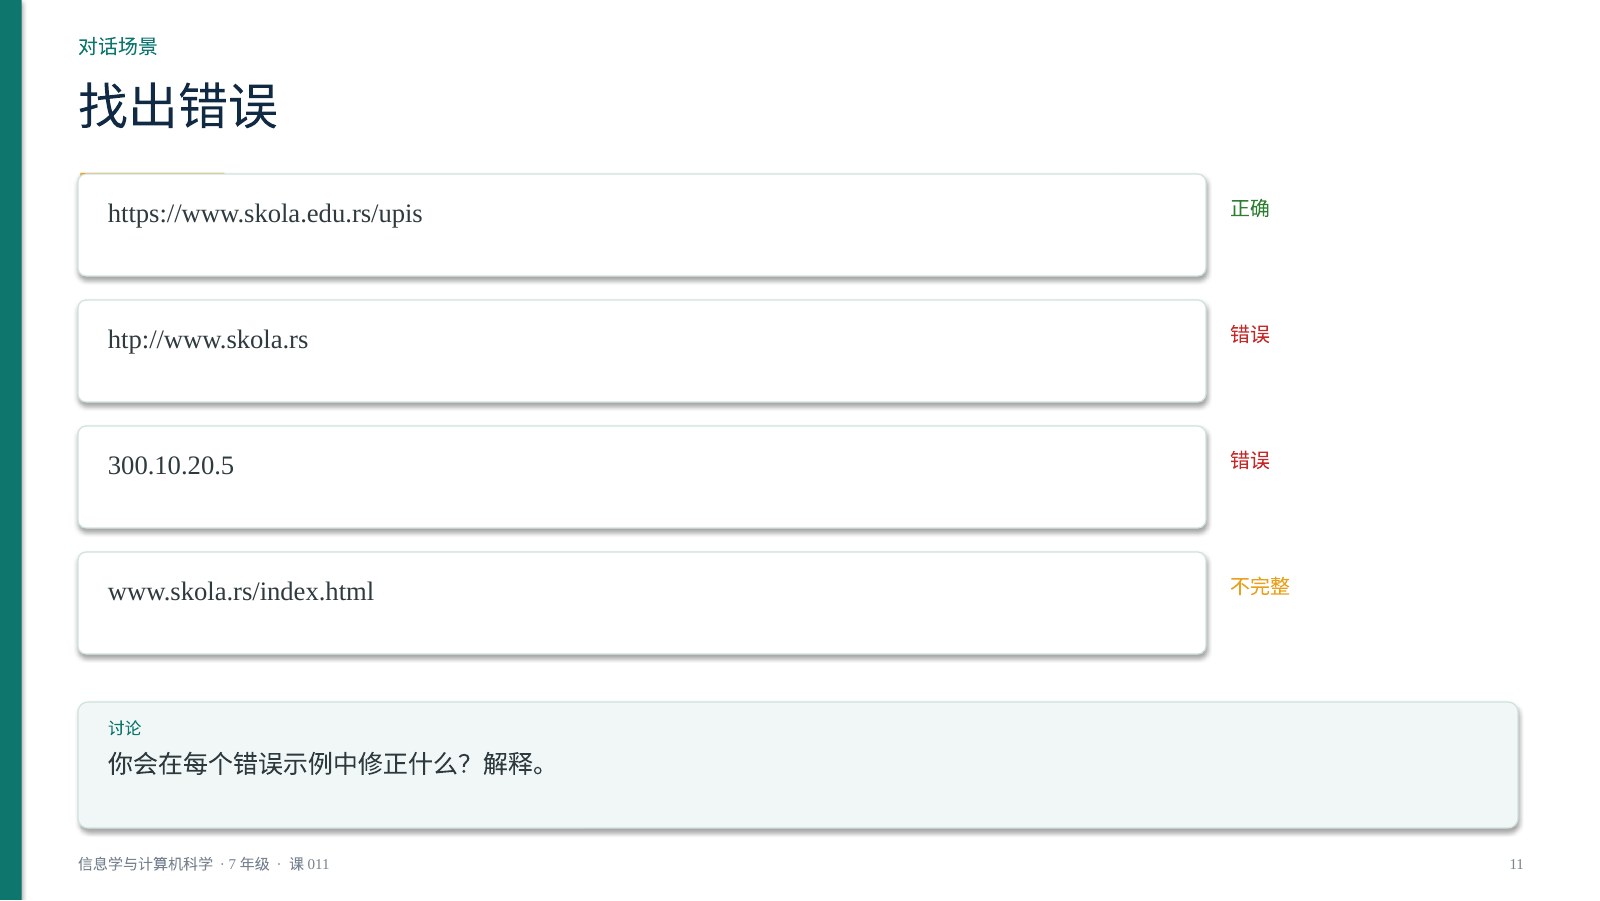 对话场景
找出错误
https://www.skola.edu.rs/upis
正确
htp://www.skola.rs
错误
300.10.20.5
错误
www.skola.rs/index.html
不完整
讨论
你会在每个错误示例中修正什么？解释。
信息学与计算机科学 · 7 年级 · 课 011
11